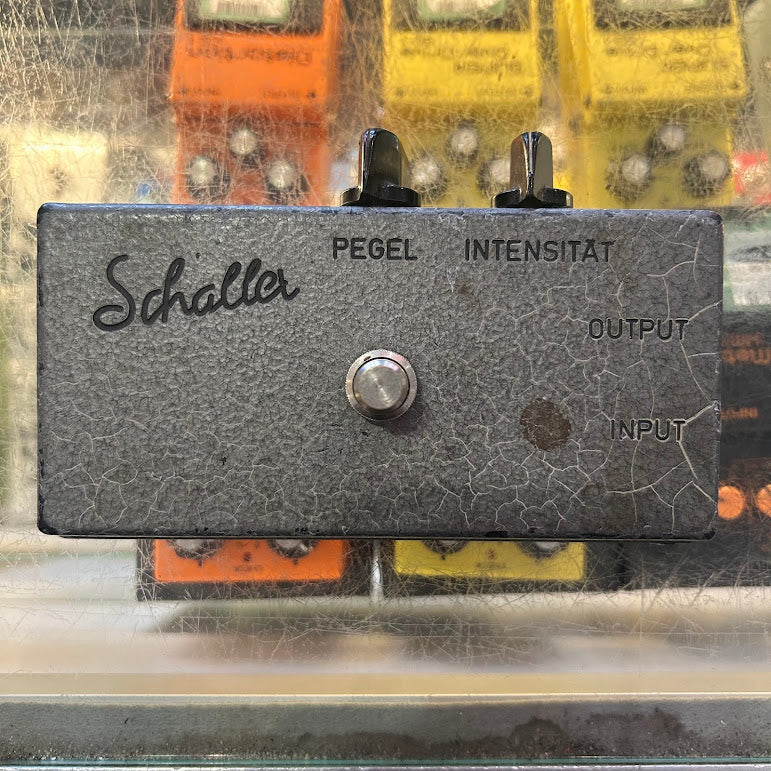 Schaller
PEGEL INTENSITÄT
OUTPUT
INPUT